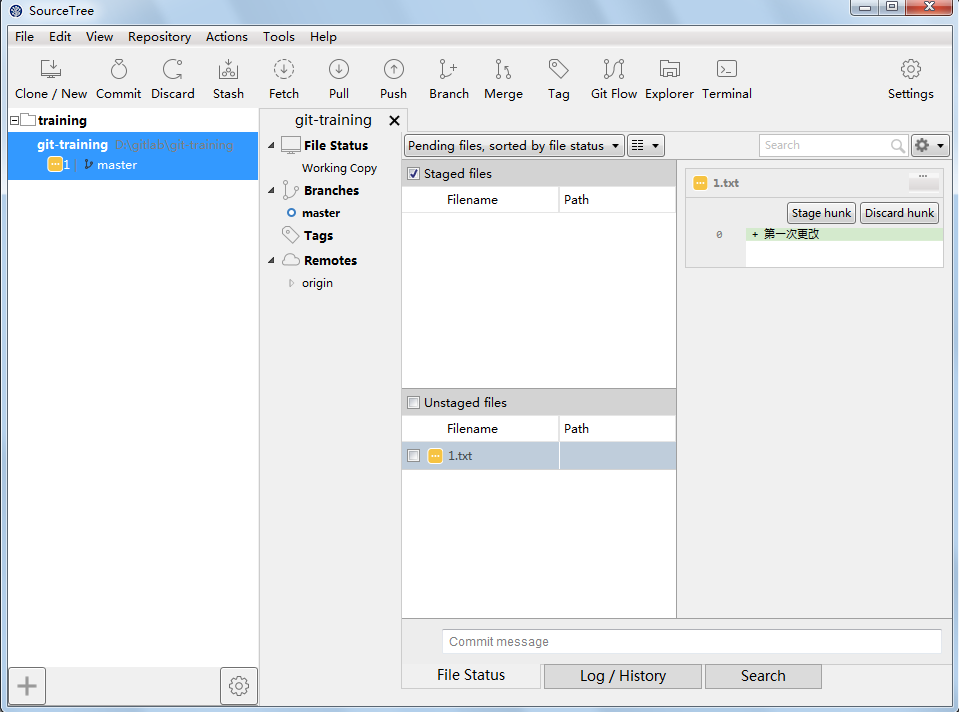 SourceTree
File Edit View Repository Actions Tools Help
Clone / New Commit Discard Stash Fetch Pull Push Branch Merge Tag Git Flow Explorer Terminal Settings
training
git-training D:\gitlab\git-training
1 master
git-training
File Status
Working Copy
Branches
master
Tags
Remotes
origin
Pending files, sorted by file status
Search
Staged files
Filename Path
Unstaged files
Filename Path
1.txt
1.txt
Stage hunk Discard hunk
0 + 第一次更改
Commit message
File Status Log / History Search